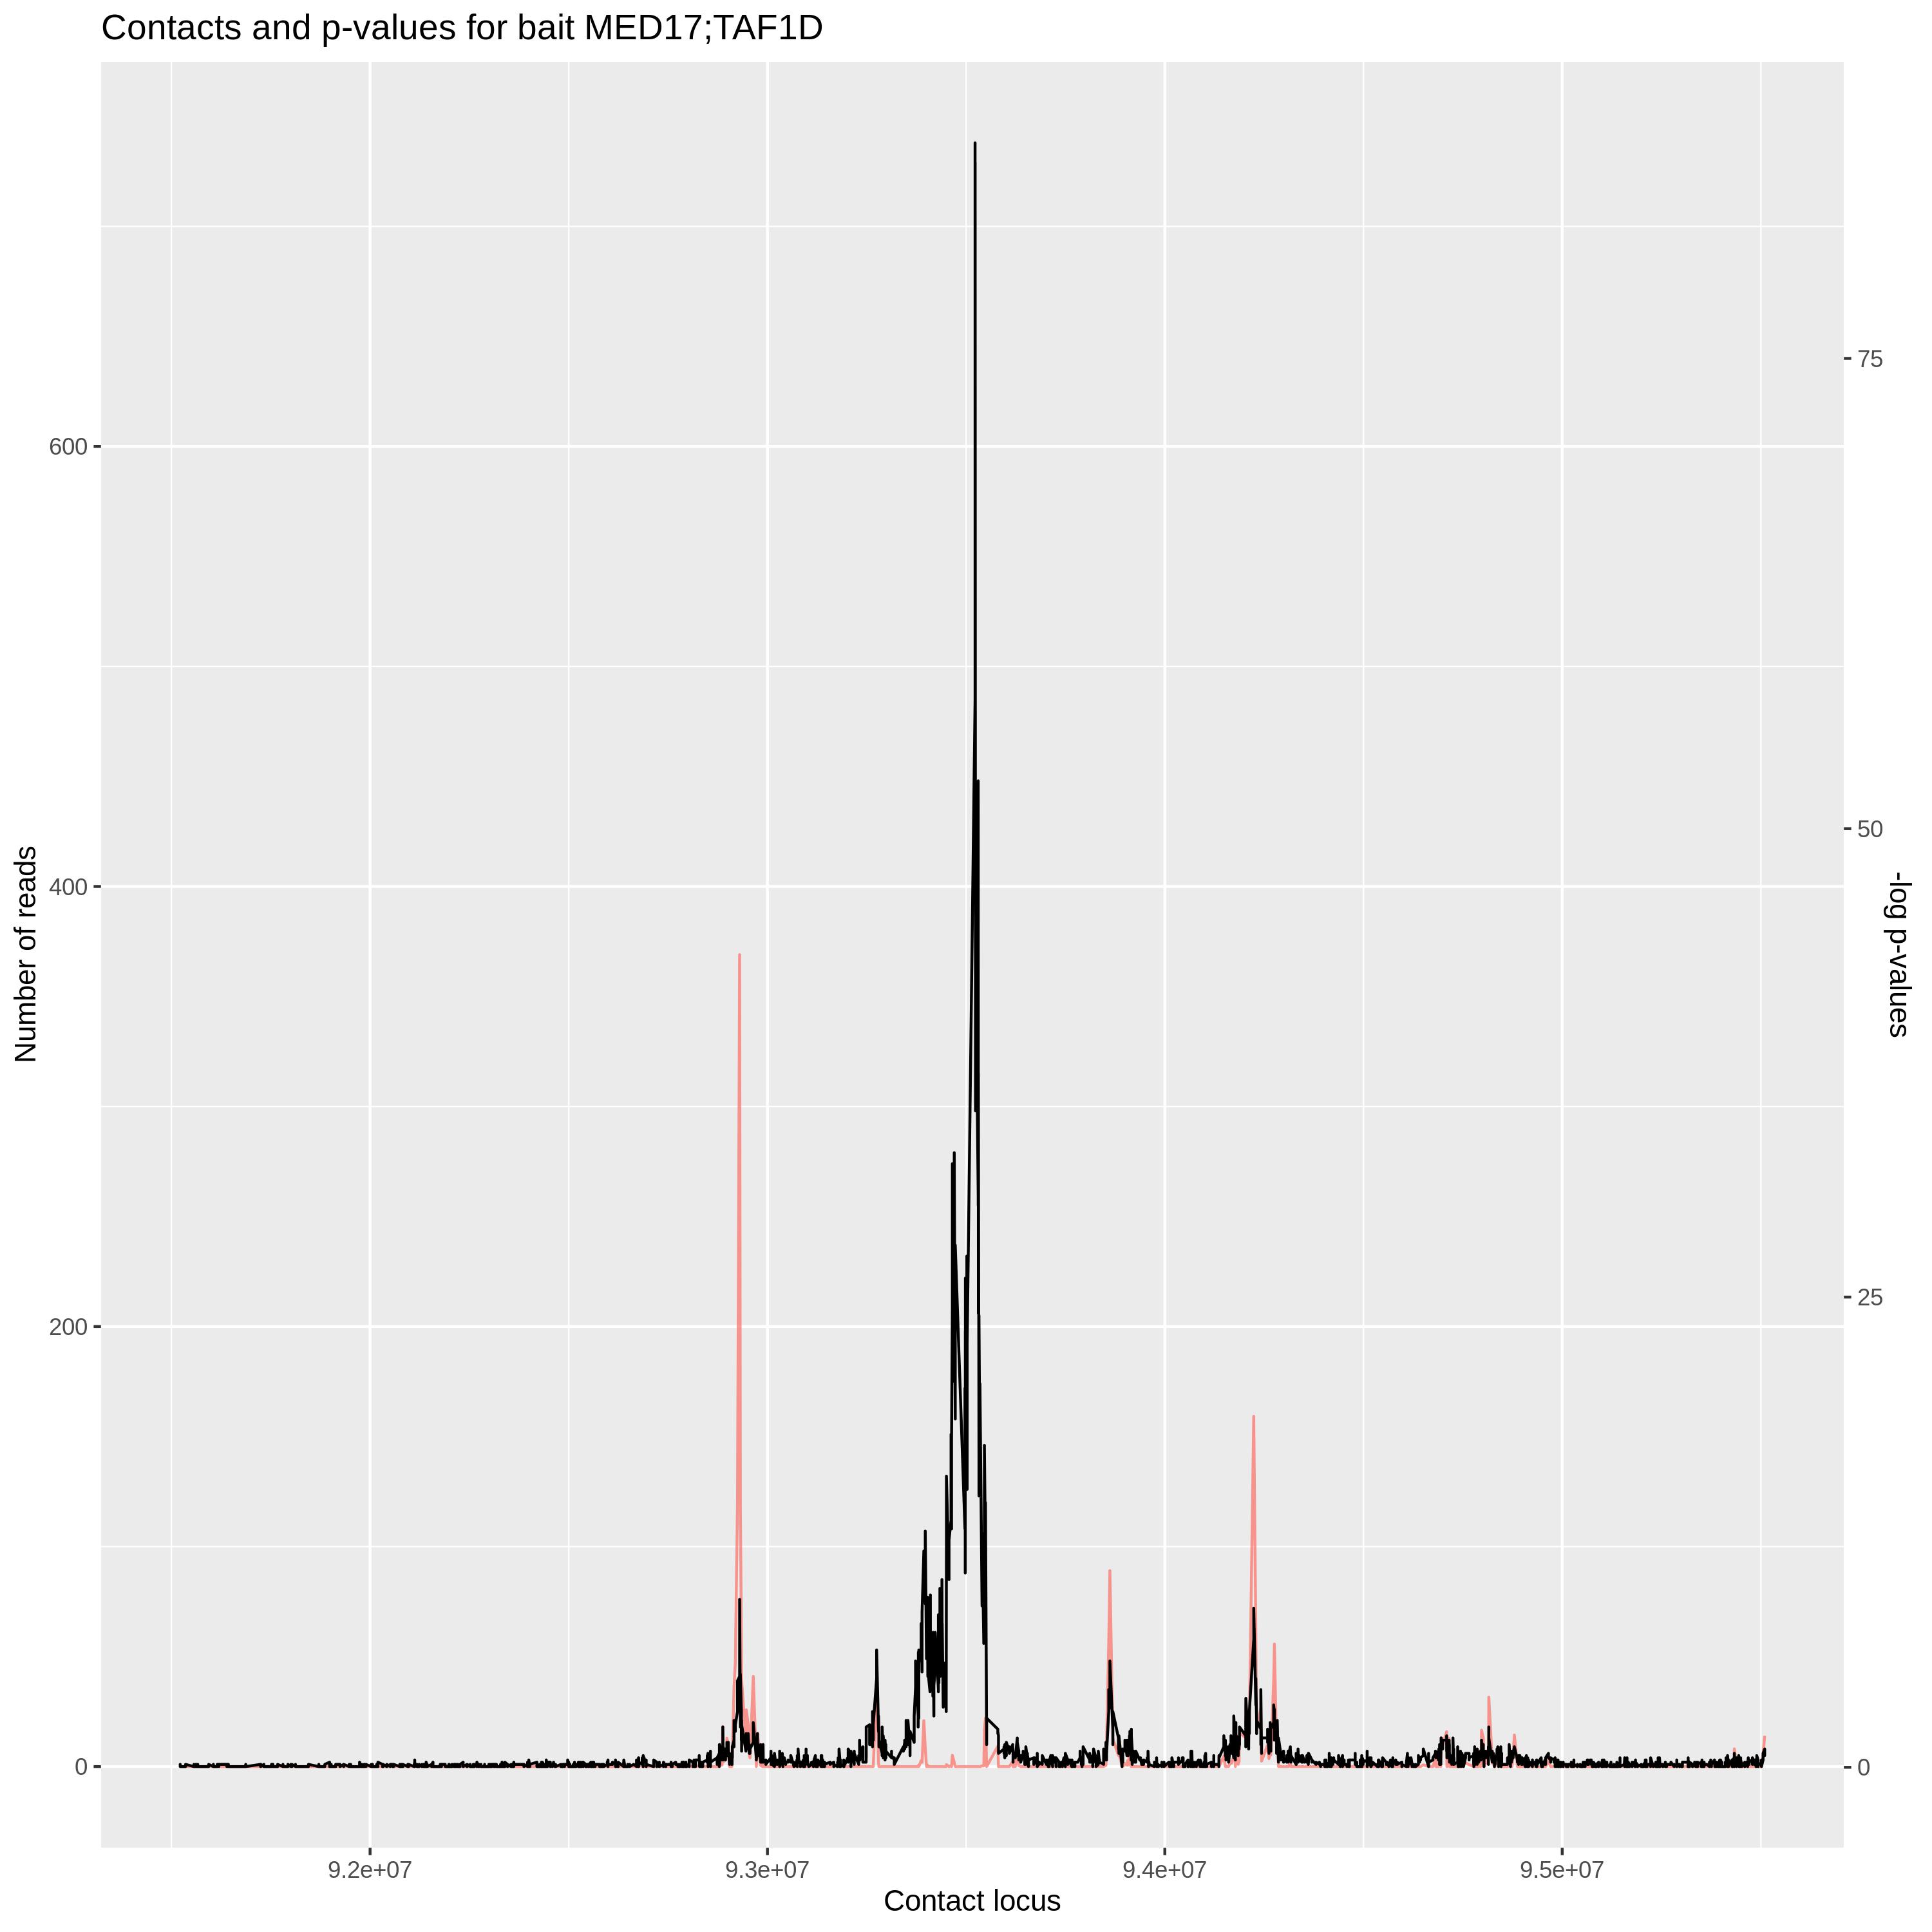 Contacts and p-values for bait MED17;TAF1D
Number of reads
600
400
200
0
75
50
25
0
-log p-values
9.2e+07
9.3e+07
9.4e+07
9.5e+07
Contact locus